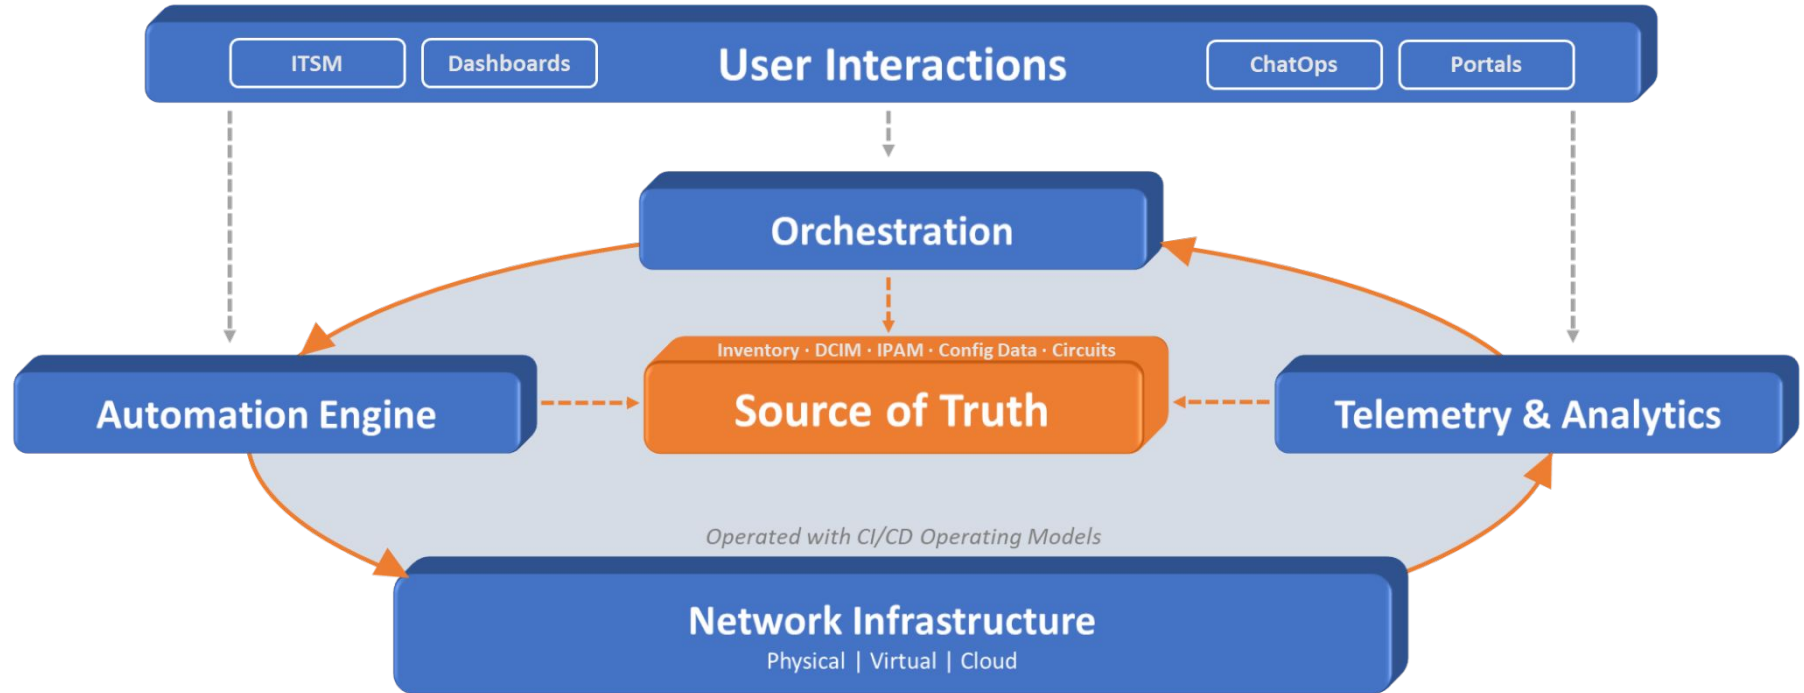 ITSM
Dashboards
User Interactions
ChatOps
Portals
Orchestration
Inventory · DCIM · IPAM · Config Data · Circuits
Automation Engine
Source of Truth
Telemetry & Analytics
Operated with CI/CD Operating Models
Network Infrastructure
Physical | Virtual | Cloud